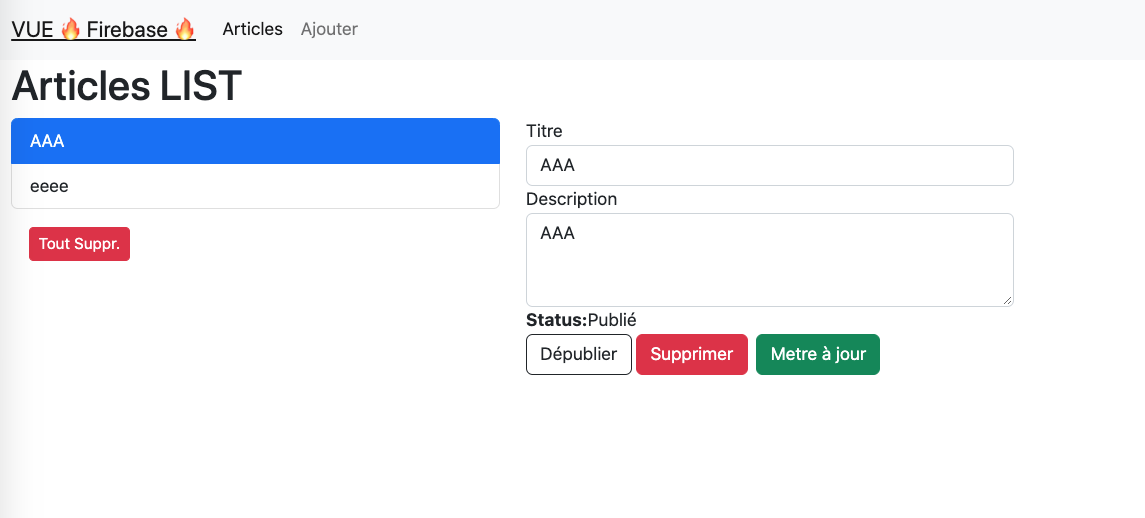 VUE 🔥 Firebase 🔥 Articles Ajouter
Articles LIST
AAA
eeee
Tout Suppr.
Titre
AAA
Description
AAA
Status:Publié
Dépublier Supprimer Metre à jour